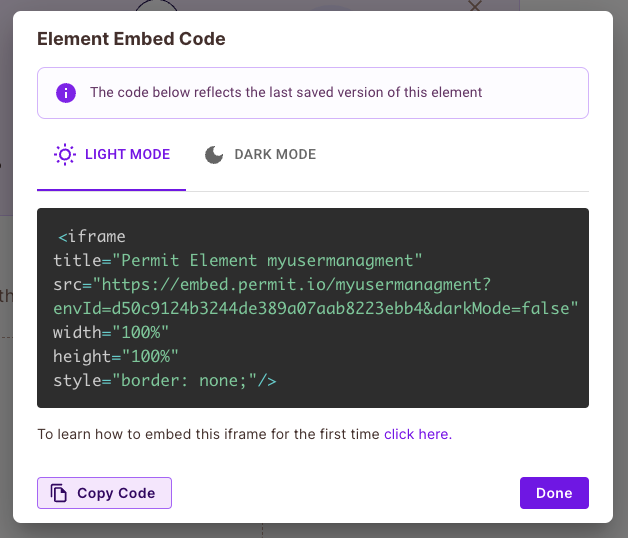 Element Embed Code
The code below reflects the last saved version of this element
LIGHT MODE
DARK MODE
<iframe
title="Permit Element myusermanagment"
src="https://embed.permit.io/myusermanagment?
envId=d50c9124b3244de389a07aab8223ebb4&darkMode=false"
width="100%"
height="100%"
style="border: none;"/>
th
To learn how to embed this iframe for the first time click here.
Copy Code
Done